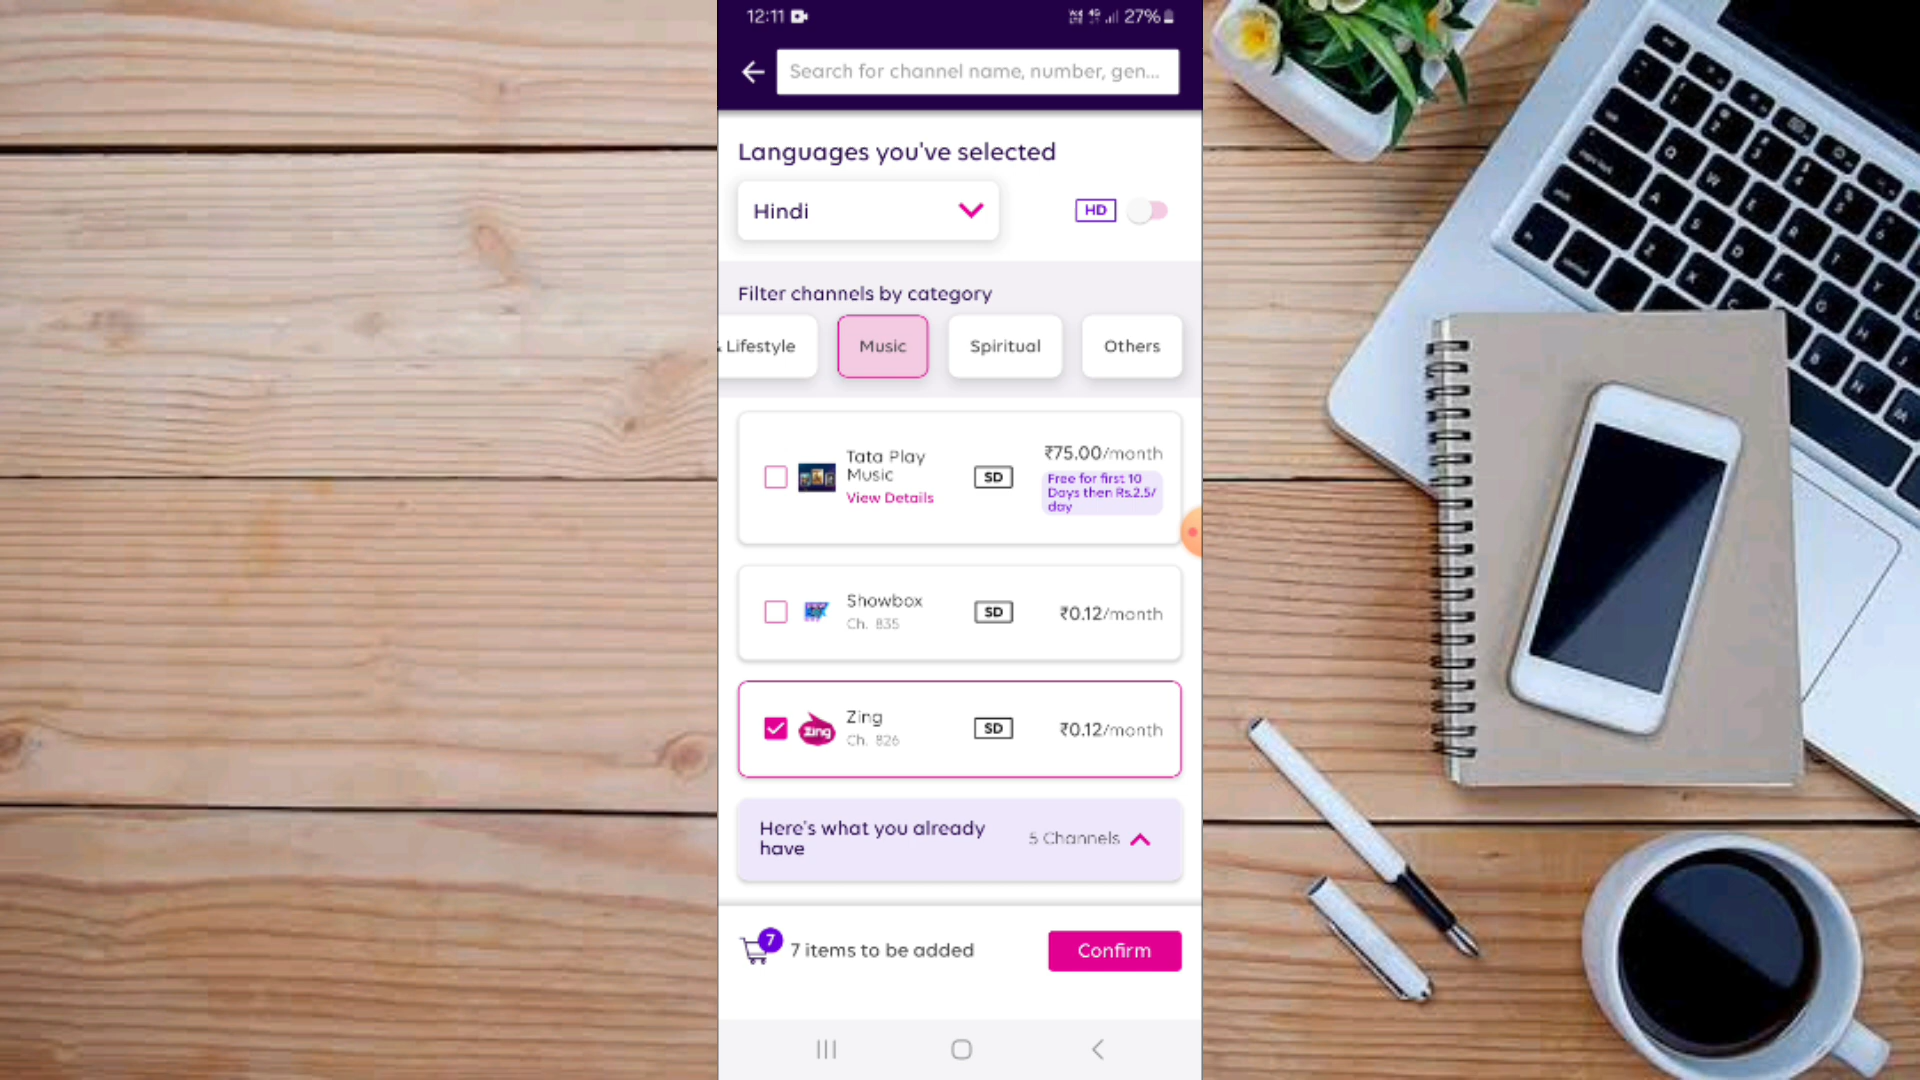 12:11
27%
Search for channel name, number, gen...
Languages you've selected
Hindi
HD
Filter channels by category
Lifestyle
Music
Spiritual
Others
Tata Play
Music
View Details
SD
₹75.00/month
Free for first 10
Days then Rs.2.5/
day
Showbox
Ch. 835
SD
₹0.12/month
zing
Zing
Ch. 826
SD
₹0.12/month
Here's what you already
have
5 Channels
7
7 items to be added
Confirm